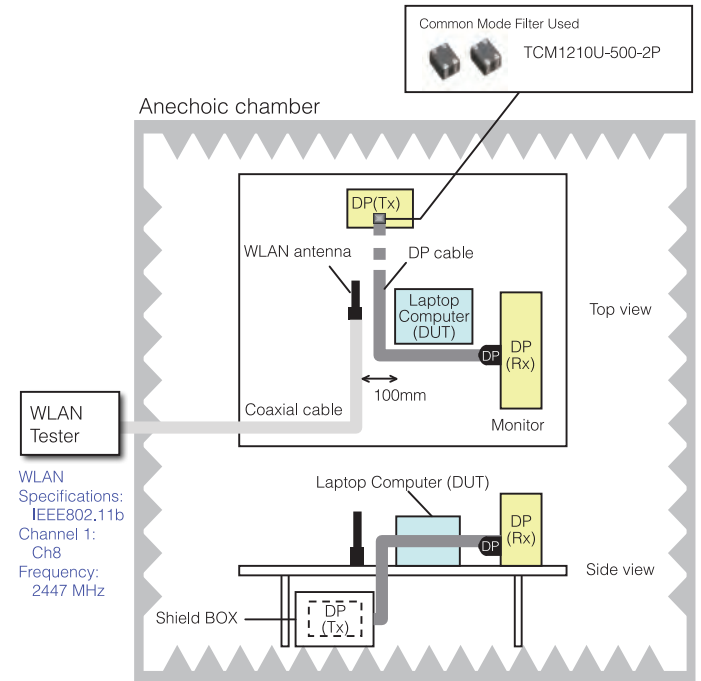 Common Mode Filter Used
TCM1210U-500-2P
Anechoic chamber
DP(Tx)
WLAN antenna
DP cable
Laptop
Computer
(DUT)
Top view
DP
DP
(Rx)
100mm
Coaxial cable
Monitor
WLAN
Tester
WLAN
Specifications:
IEEE802.11b
Channel 1:
Ch8
Frequency:
2447 MHz
Laptop Computer (DUT)
DP
(Rx)
DP
Side view
Shield BOX
DP
(Tx)